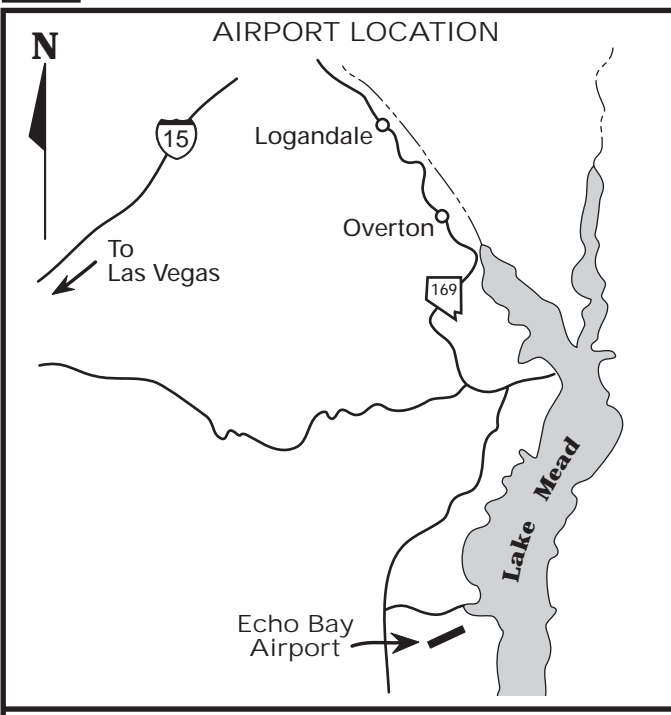 AIRPORT LOCATION
N
15
Logandale
Overton
To
Las Vegas
169
Lake Mead
Echo Bay
Airport